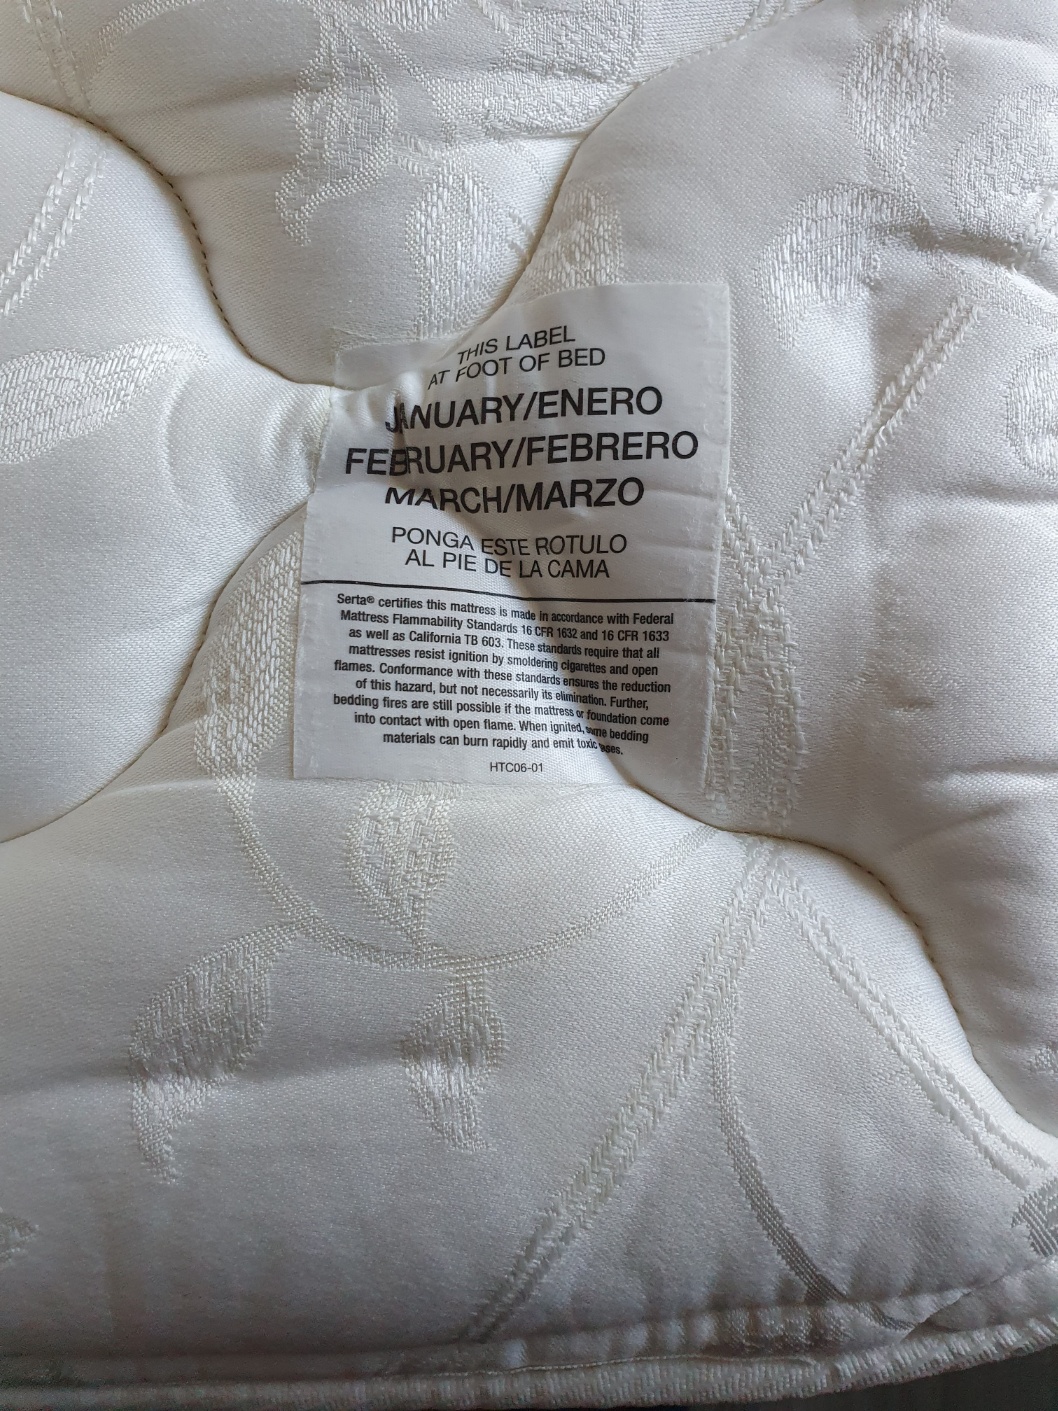 THIS LABEL
AT FOOT OF BED
JANUARY/ENERO
FEBRUARY/FEBRERO
MARCH/MARZO
PONGA ESTE ROTULO
AL PIE DE LA CAMA
Serta® certifies this mattress is made in accordance with Federal
Mattress Flammability Standards 16 CFR 1632 and 16 CFR 1633
as well as California TB 603. These standards require that all
mattresses resist ignition by smoldering cigarettes and open
flames. Conformance with these standards ensures the reduction
of this hazard, but not necessarily its elimination. Further,
bedding fires are still possible if the mattress or foundation come
into contact with open flame. When ignited, some bedding
materials can burn rapidly and emit toxic gases.
HTC06-01